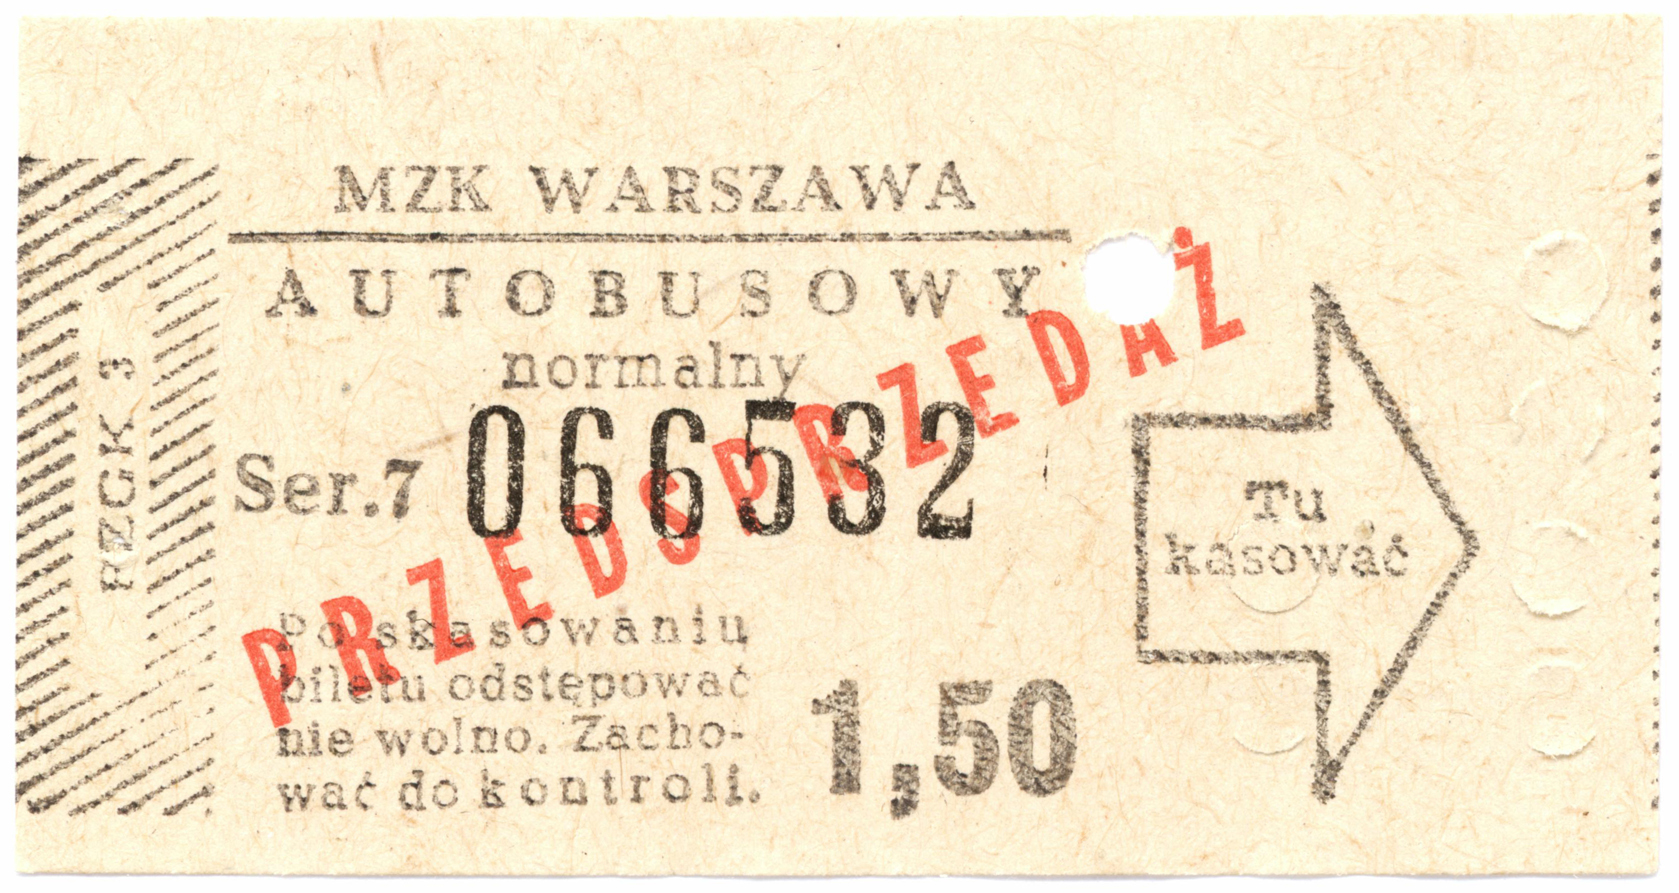 MZK WARSZAWA
AUTOBUSOWY
normalny
Ser.7 066532
PRZEDSPRZEDAŻ
Po skasowaniu
biletu odstępować
nie wolno. Zacho-
wać do kontroli.
1,50
Tu
kasować
RZGK 3